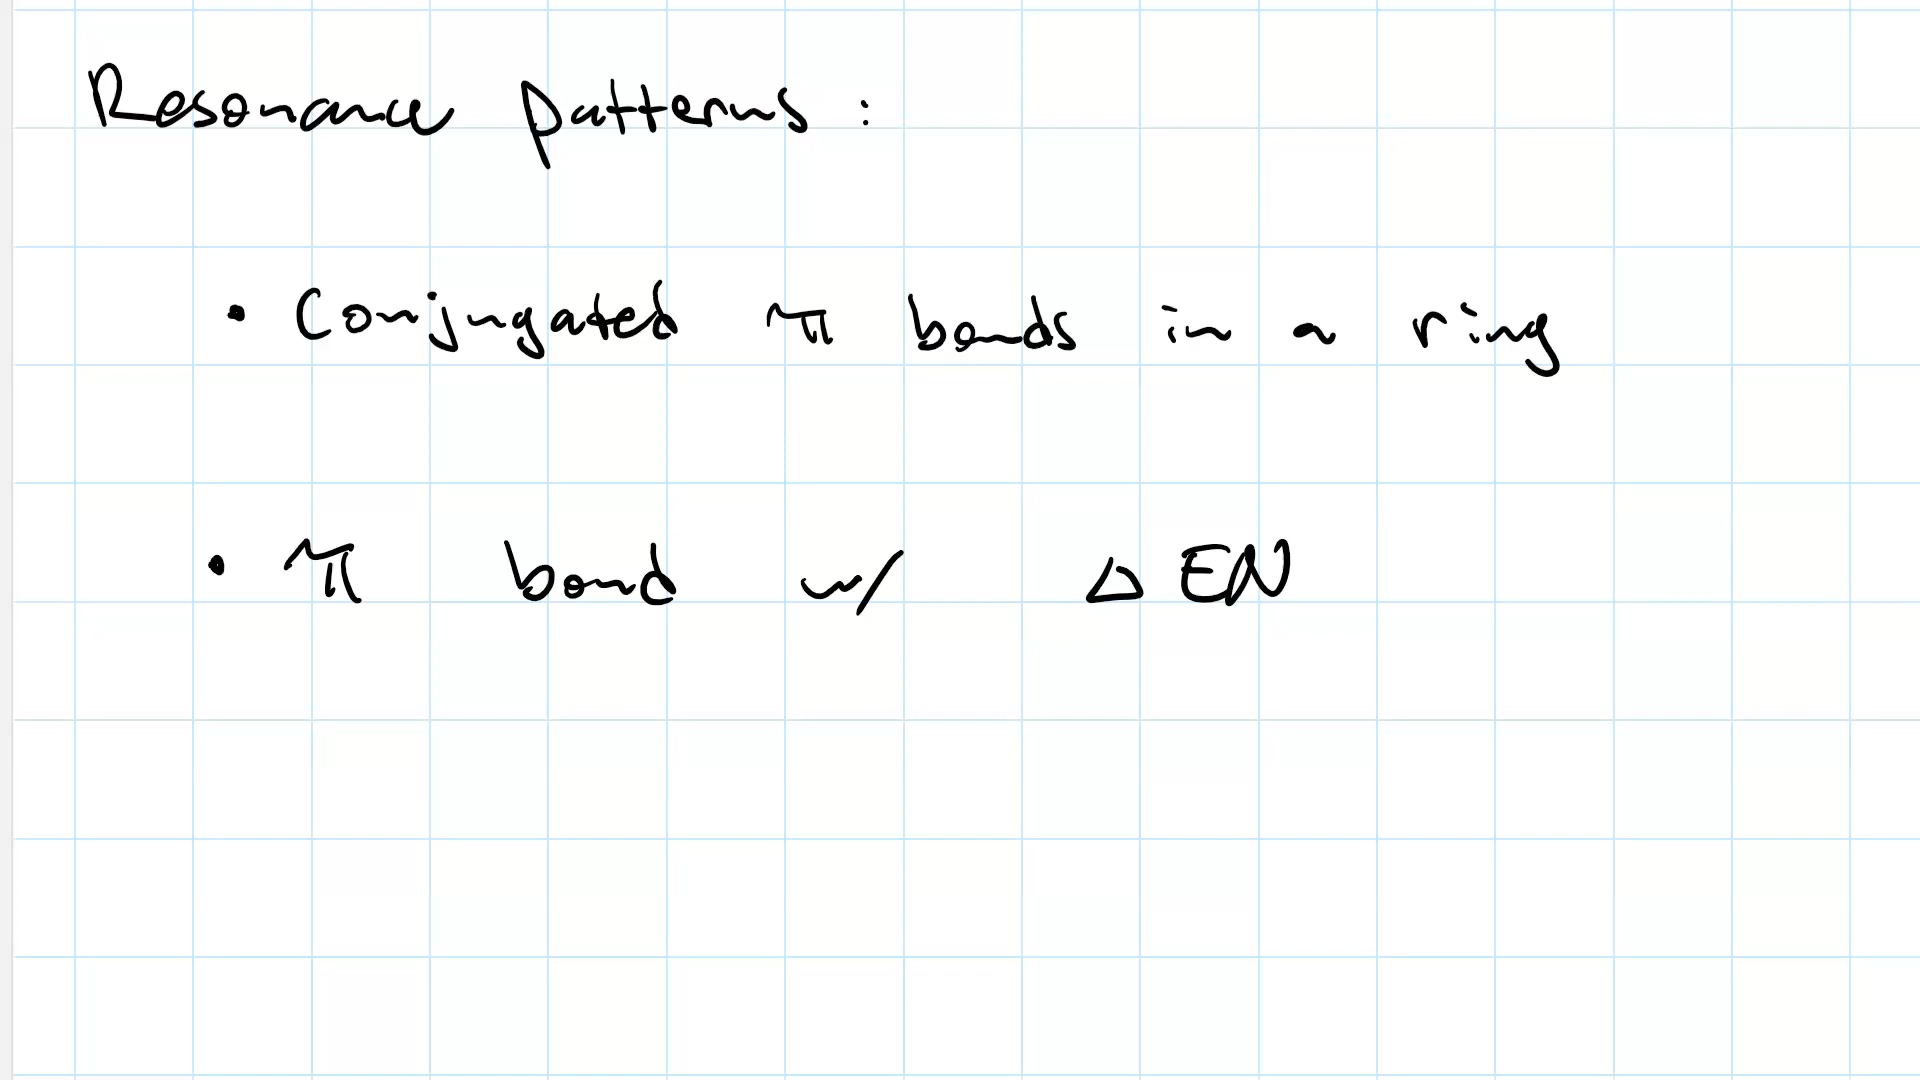 Resonance patterns:
• Conjugated π bonds in a ring
• π bond w/ Δ EN